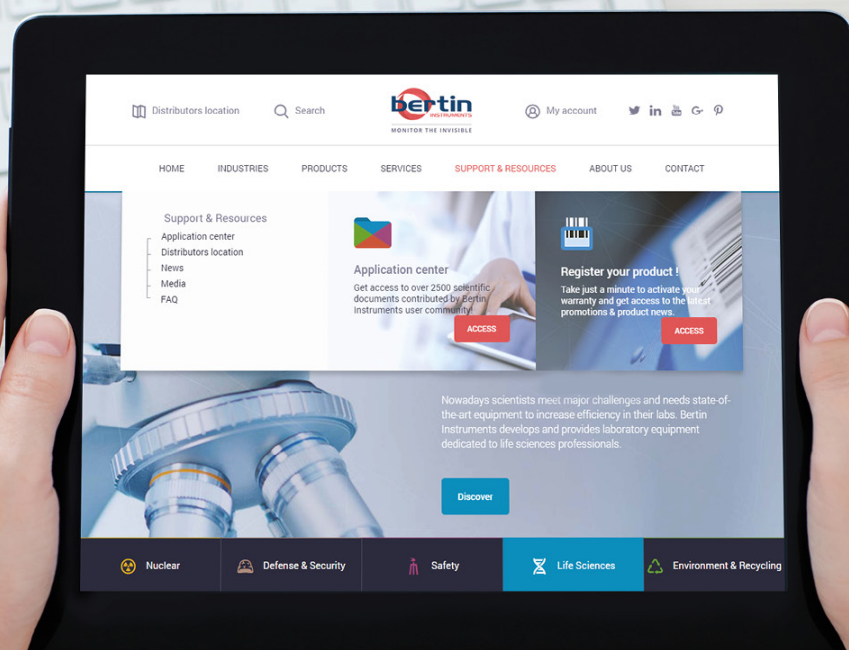 Distributors location
Search
bertin
INSTRUMENTS
MONITOR THE INVISIBLE
My account
in
You
G+
HOME
INDUSTRIES
PRODUCTS
SERVICES
SUPPORT & RESOURCES
ABOUT US
CONTACT
Support & Resources
Application center
Distributors location
News
Media
FAQ
Application center
Get access to over 2500 scientific
documents contributed by Bertin
Instruments user community!
ACCESS
Register your product !
Take just a minute to activate your
warranty and get access to the latest
promotions & product news.
ACCESS
Nowadays scientists meet major challenges and needs state-of-
the-art equipment to increase efficiency in their labs. Bertin
Instruments develops and provides laboratory equipment
dedicated to life sciences professionals.
Discover
Nuclear
Defense & Security
Safety
Life Sciences
Environment & Recycling